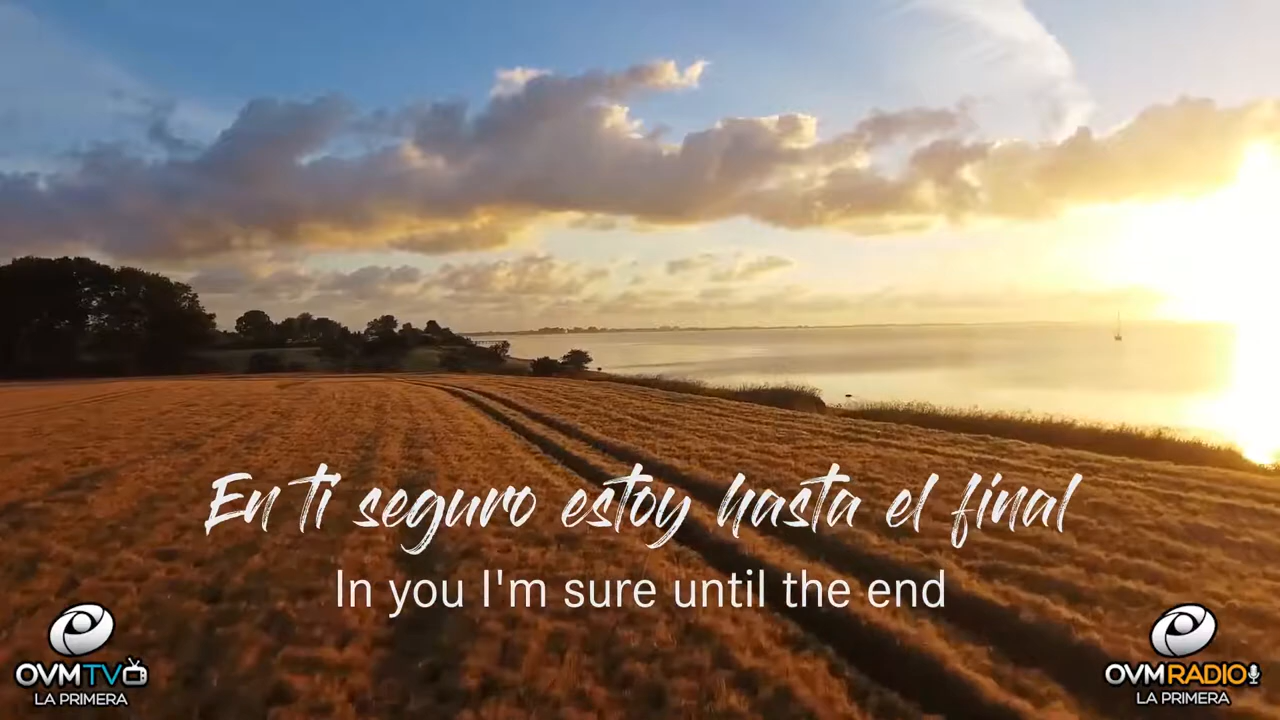 En ti seguro estoy hasta el final
In you I'm sure until the end
OVMTV
LA PRIMERA
OVMRADIO
LA PRIMERA